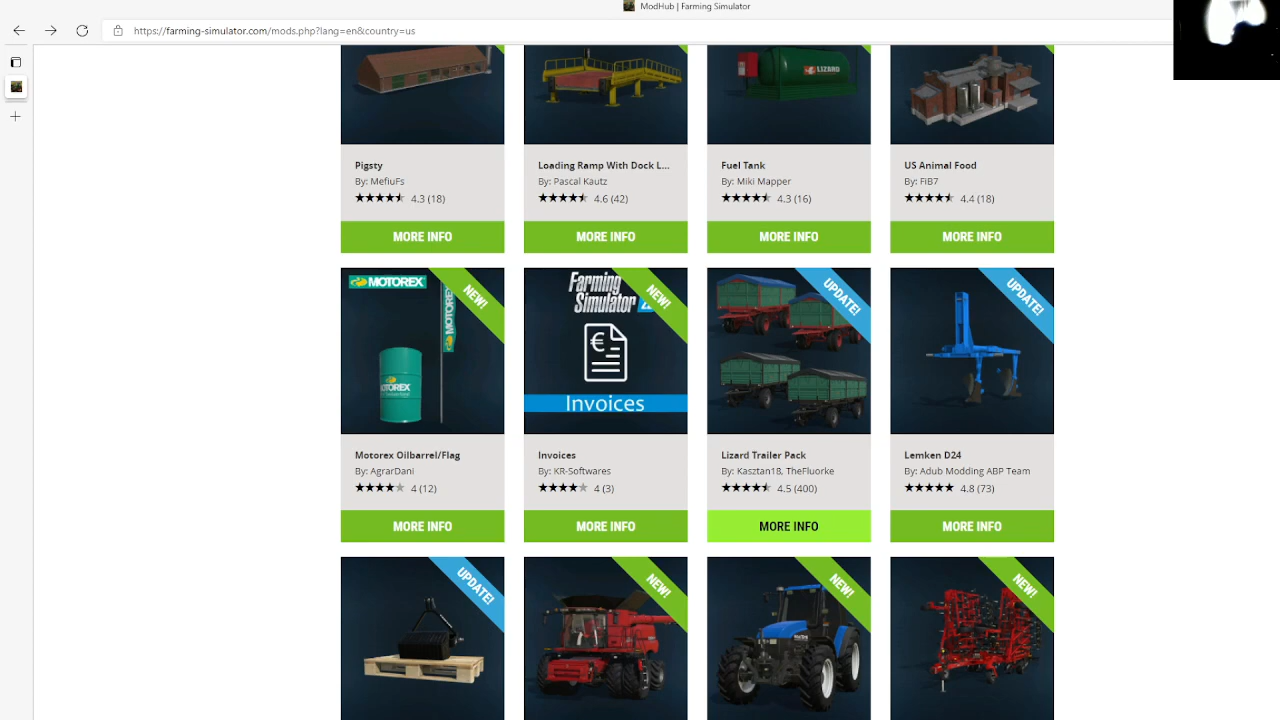 ModHub | Farming Simulator
https://farming-simulator.com/mods.php?lang=en&country=us
LIZARD
Pigsty
By: MefiuFs
4.3 (18)
MORE INFO
Loading Ramp With Dock L...
By: Pascal Kautz
4.6 (42)
MORE INFO
Fuel Tank
By: Miki Mapper
4.3 (16)
MORE INFO
US Animal Food
By: FiB7
4.4 (18)
MORE INFO
MOTOREX
NEW!
MOTOREX
MOTOREX
Motorex Oilbarrel/Flag
By: AgrarDani
4 (12)
MORE INFO
Farming
Simulator
NEW!
Invoices
Invoices
By: KR-Softwares
4 (3)
MORE INFO
UPDATE!
Lizard Trailer Pack
By: Kasztan18, TheFluorke
4.5 (400)
MORE INFO
UPDATE!
Lemken D24
By: Adub Modding ABP Team
4.8 (73)
MORE INFO
UPDATE!
NEW!
NEW!
NEW!